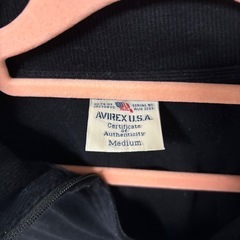 AVIREX U.S.A.
Certificate
of
Authenticity
Medium